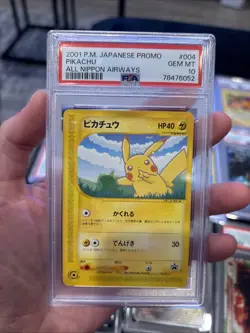 2001 P.M. JAPANESE PROMO #004
PIKACHU GEM MT
ALL NIPPON AIRWAYS 10
PSA 78476052
ピカチュウ HP40
かくれる
でんげき 30